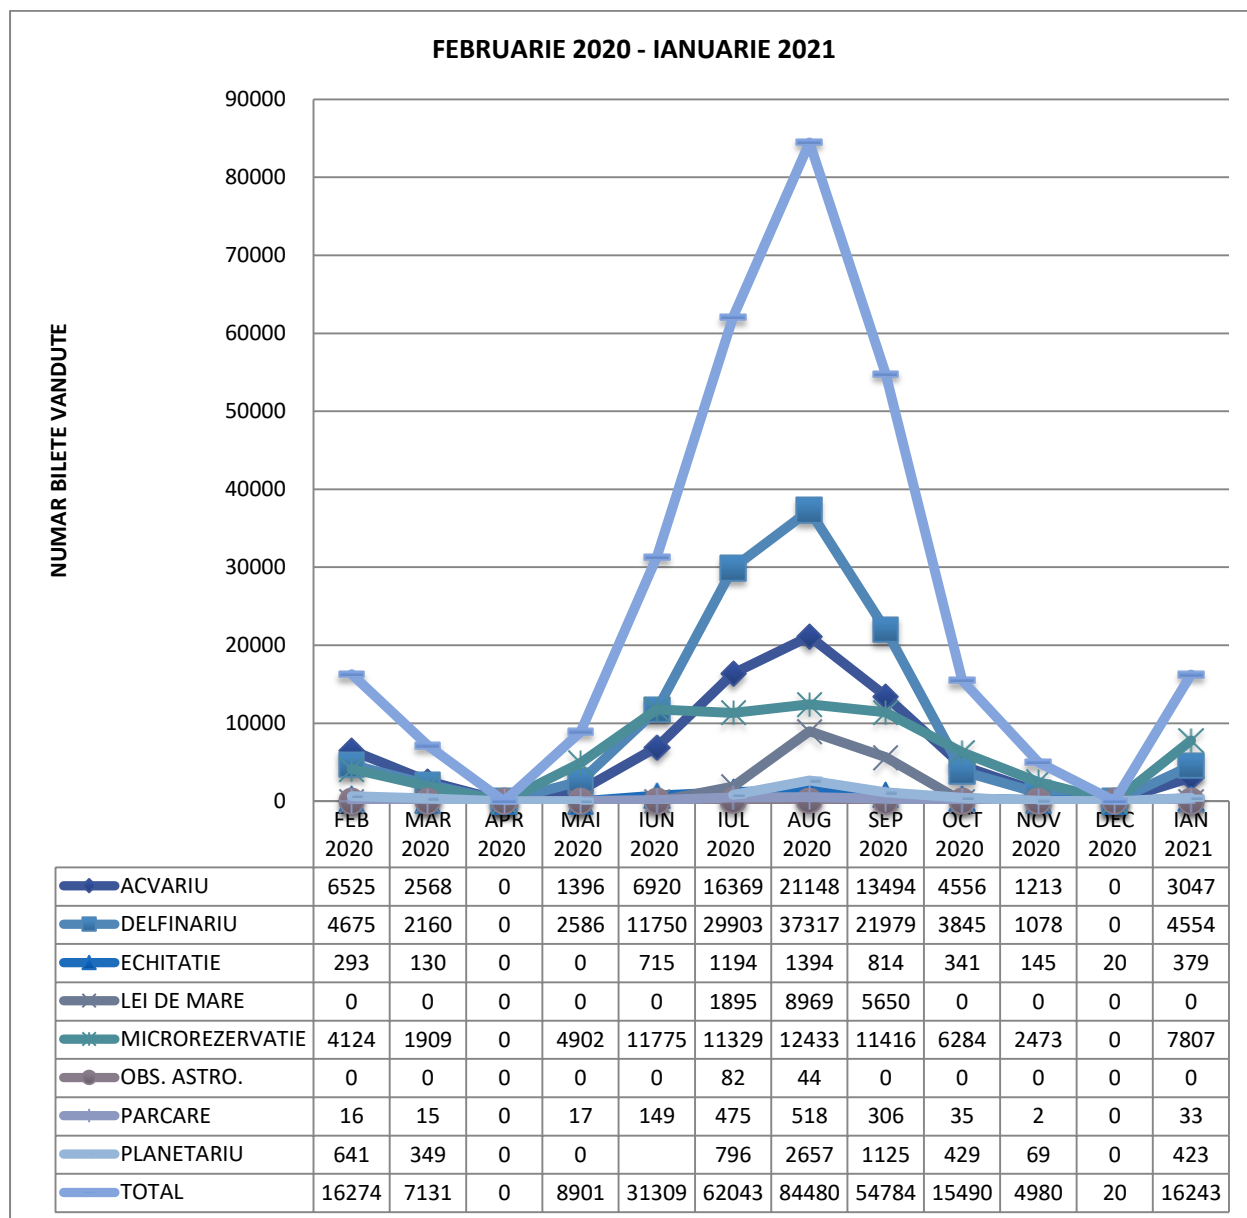 FEBRUARIE 2020 - IANUARIE 2021
NUMAR BILETE VANDUTE
90000
80000
70000
60000
50000
40000
30000
20000
10000
0
FEB MAR APR MAI IUN IUL AUG SEP OCT NOV DEC IAN
2020 2020 2020 2020 2020 2020 2020 2020 2020 2020 2020 2021
ACVARIU 6525 2568 0 1396 6920 16369 21148 13494 4556 1213 0 3047
DELFINARIU 4675 2160 0 2586 11750 29903 37317 21979 3845 1078 0 4554
ECHITATIE 293 130 0 0 715 1194 1394 814 341 145 20 379
LEI DE MARE 0 0 0 0 0 1895 8969 5650 0 0 0 0
MICROREZERVATIE 4124 1909 0 4902 11775 11329 12433 11416 6284 2473 0 7807
OBS. ASTRO. 0 0 0 0 0 82 44 0 0 0 0 0
PARCARE 16 15 0 17 149 475 518 306 35 2 0 33
PLANETARIU 641 349 0 0 796 2657 1125 429 69 0 423
TOTAL 16274 7131 0 8901 31309 62043 84480 54784 15490 4980 20 16243